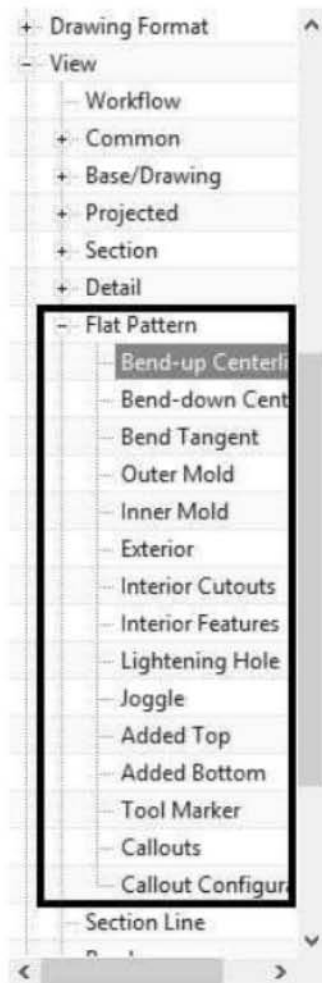 Drawing Format
View
Workflow
Common
Base/Drawing
Projected
Section
Detail
Flat Pattern
Bend-up Centerli
Bend-down Cent
Bend Tangent
Outer Mold
Inner Mold
Exterior
Interior Cutouts
Interior Features
Lightening Hole
Joggle
Added Top
Added Bottom
Tool Marker
Callouts
Callout Configura
Section Line